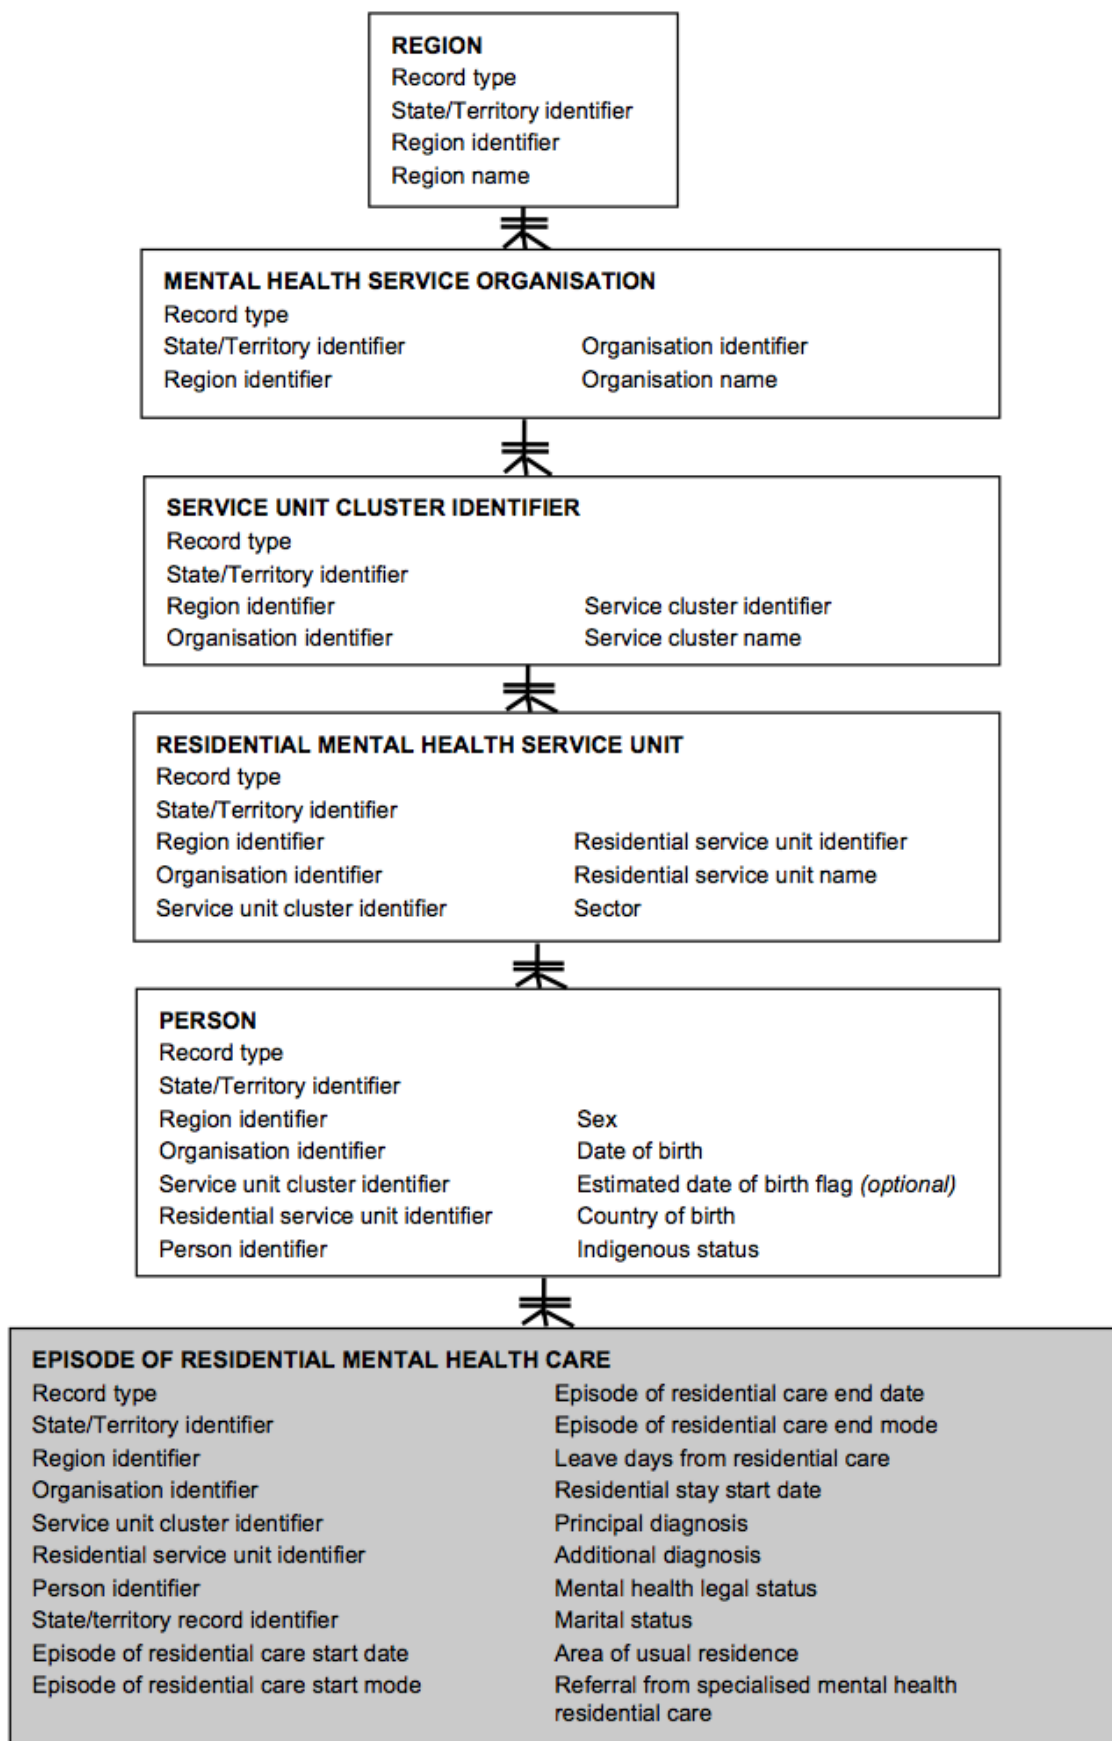 REGION
Record type
State/Territory identifier
Region identifier
Region name
MENTAL HEALTH SERVICE ORGANISATION
Record type
State/Territory identifier
Region identifier
Organisation identifier
Organisation name
SERVICE UNIT CLUSTER IDENTIFIER
Record type
State/Territory identifier
Region identifier
Organisation identifier
Service cluster identifier
Service cluster name
RESIDENTIAL MENTAL HEALTH SERVICE UNIT
Record type
State/Territory identifier
Region identifier
Organisation identifier
Service unit cluster identifier
Residential service unit identifier
Residential service unit name
Sector
PERSON
Record type
State/Territory identifier
Region identifier
Organisation identifier
Service unit cluster identifier
Residential service unit identifier
Person identifier
Sex
Date of birth
Estimated date of birth flag (optional)
Country of birth
Indigenous status
EPISODE OF RESIDENTIAL MENTAL HEALTH CARE
Record type
State/Territory identifier
Region identifier
Organisation identifier
Service unit cluster identifier
Residential service unit identifier
Person identifier
State/territory record identifier
Episode of residential care start date
Episode of residential care start mode
Episode of residential care end date
Episode of residential care end mode
Leave days from residential care
Residential stay start date
Principal diagnosis
Additional diagnosis
Mental health legal status
Marital status
Area of usual residence
Referral from specialised mental health
residential care